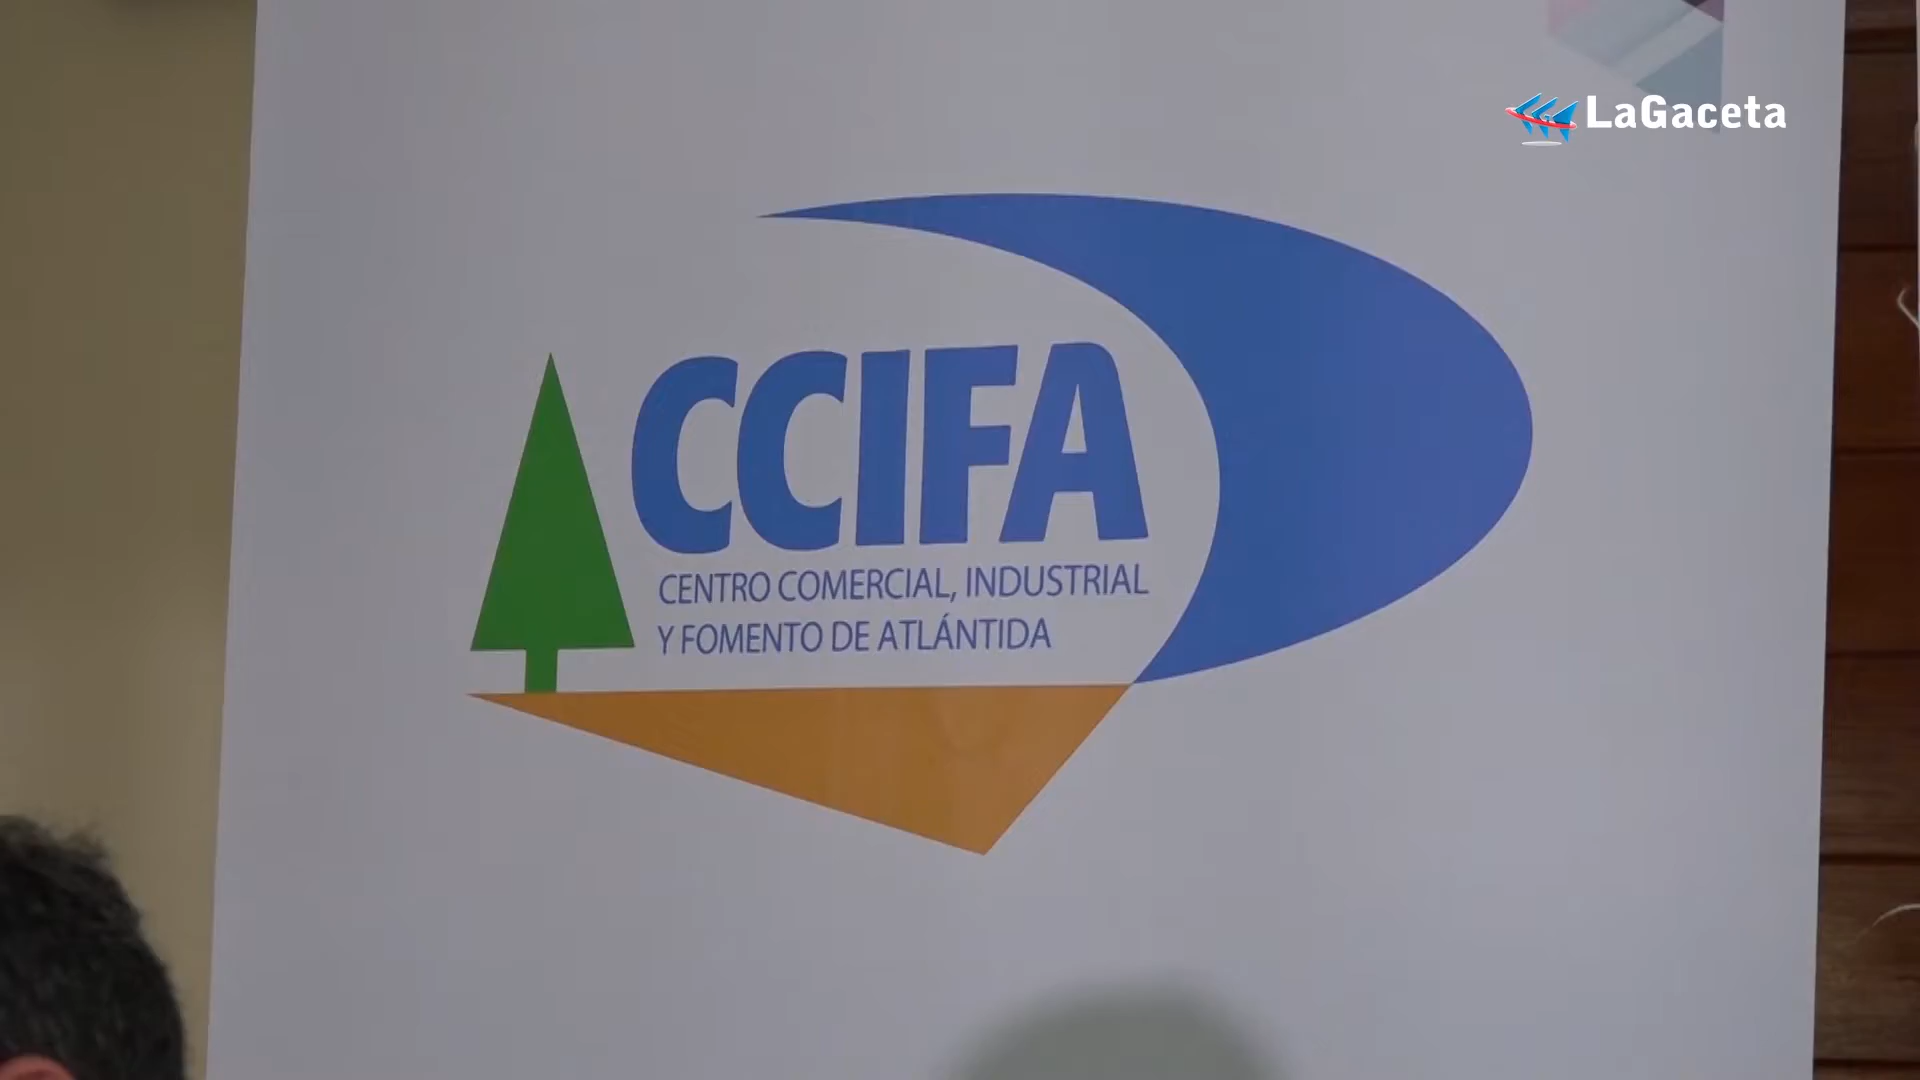 LaGaceta
CCIFA
CENTRO COMERCIAL, INDUSTRIAL
Y FOMENTO DE ATLÁNTIDA